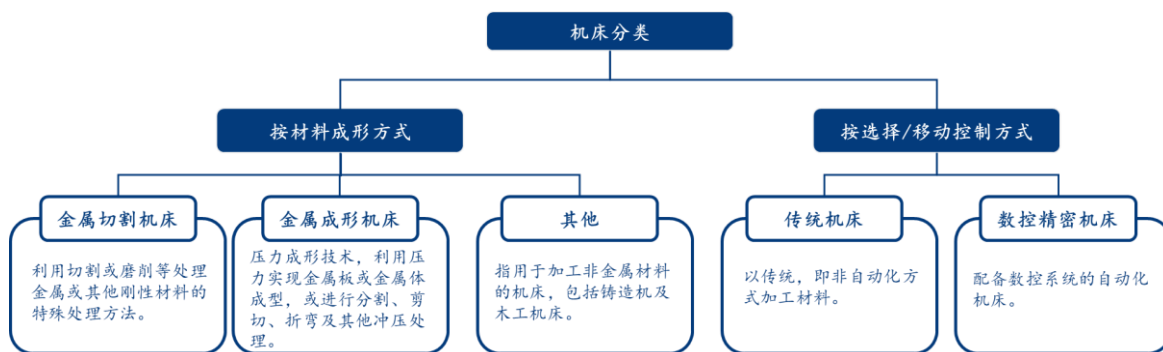 机床分类
按材料成形方式
按选择/移动控制方式
金属切割机床
利用切割或磨削等处理
金属或其他刚性材料的
特殊处理方法。
金属成形机床
压力成形技术，利用压
力实现金属板或金属体
成型，或进行分割、剪
切、折弯及其他冲压处
理。
其他
指用于加工非金属材料
的机床，包括铸造机及
木工机床。
传统机床
以传统，即非自动化方
式加工材料。
数控精密机床
配备数控系统的自动化
机床。